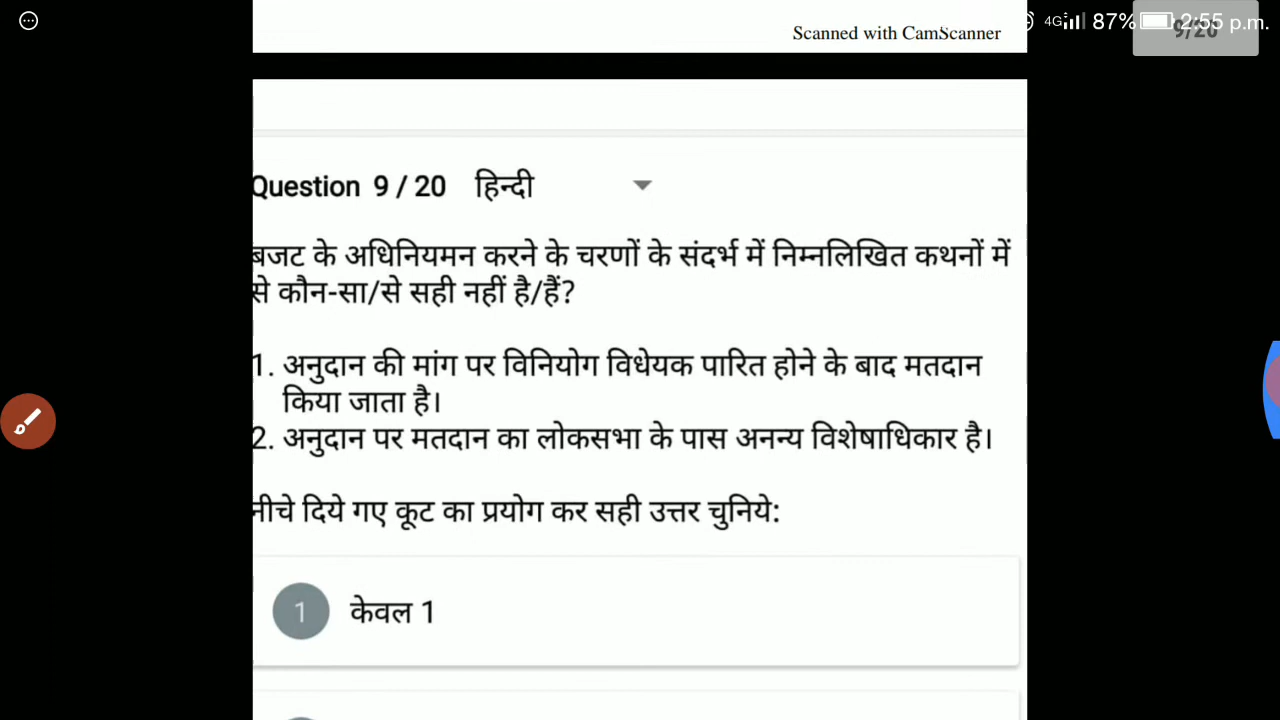 Scanned with CamScanner
4G 87% 2:55 p.m.
9/20
Question 9 / 20 हिन्दी
बजट के अधिनियमन करने के चरणों के संदर्भ में निम्नलिखित कथनों में
से कौन-सा/से सही नहीं है/हैं?
1. अनुदान की मांग पर विनियोग विधेयक पारित होने के बाद मतदान
किया जाता है।
2. अनुदान पर मतदान का लोकसभा के पास अनन्य विशेषाधिकार है।
नीचे दिये गए कूट का प्रयोग कर सही उत्तर चुनिये:
1 केवल 1